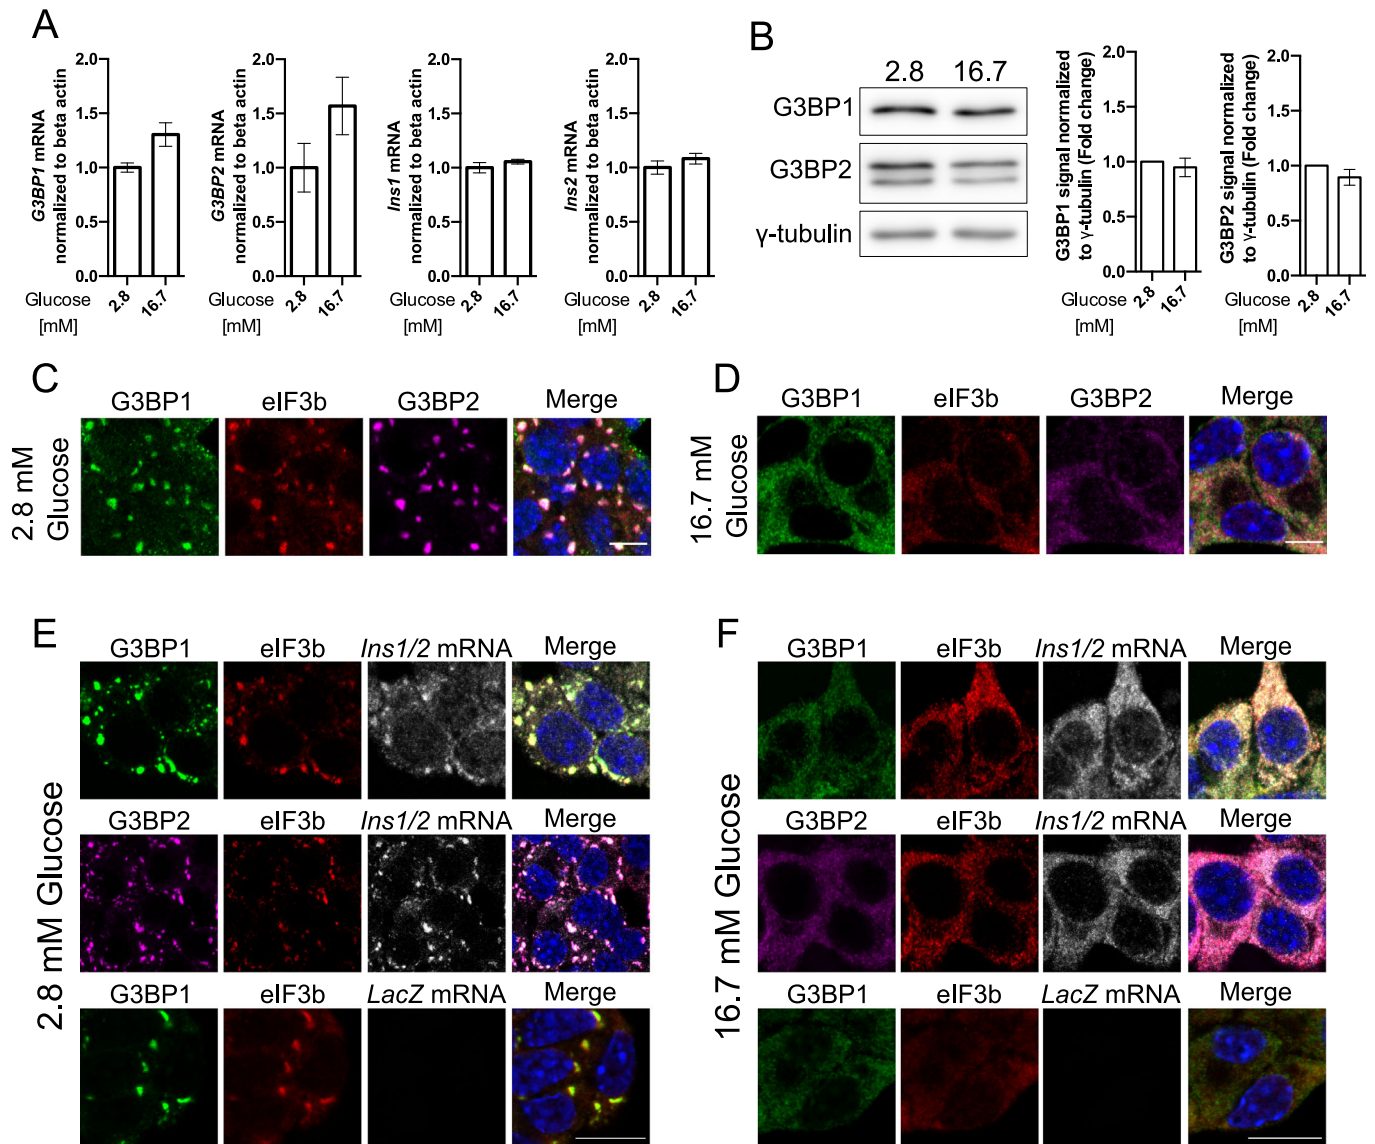 A
G3BP1 mRNA
normalized to beta actin
2.0
1.5
1.0
0.5
0.0
Glucose
[mM]
2.8
16.7
G3BP2 mRNA
normalized to beta actin
2.0
1.5
1.0
0.5
0.0
Glucose
[mM]
2.8
16.7
Ins1 mRNA
normalized to beta actin
2.0
1.5
1.0
0.5
0.0
Glucose
[mM]
2.8
16.7
Ins2 mRNA
normalized to beta actin
2.0
1.5
1.0
0.5
0.0
Glucose
[mM]
2.8
16.7
B
2.8 16.7
G3BP1
G3BP2
γ-tubulin
G3BP1 signal normalized
to γ-tubulin (Fold change)
2.0
1.5
1.0
0.5
0.0
Glucose
[mM]
2.8
16.7
G3BP2 signal normalized
to γ-tubulin (Fold change)
2.0
1.5
1.0
0.5
0.0
Glucose
[mM]
2.8
16.7
C
G3BP1 eIF3b G3BP2 Merge
2.8 mM
Glucose
D
G3BP1 eIF3b G3BP2 Merge
16.7 mM
Glucose
E
2.8 mM Glucose
G3BP1 eIF3b Ins1/2 mRNA Merge
G3BP2 eIF3b Ins1/2 mRNA Merge
G3BP1 eIF3b LacZ mRNA Merge
F
16.7 mM Glucose
G3BP1 eIF3b Ins1/2 mRNA Merge
G3BP2 eIF3b Ins1/2 mRNA Merge
G3BP1 eIF3b LacZ mRNA Merge